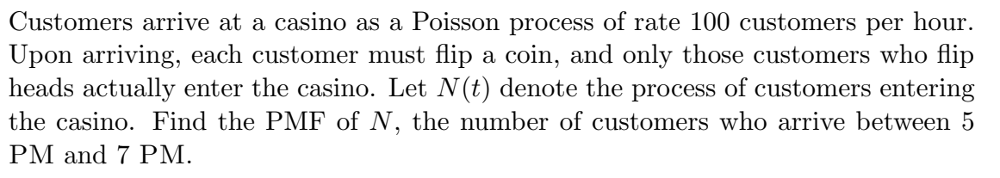 Customers arrive at a casino as a Poisson process of rate 100 customers per hour.
Upon arriving, each customer must flip a coin, and only those customers who flip
heads actually enter the casino. Let N(t) denote the process of customers entering
the casino. Find the PMF of N, the number of customers who arrive between 5
PM and 7 PM.